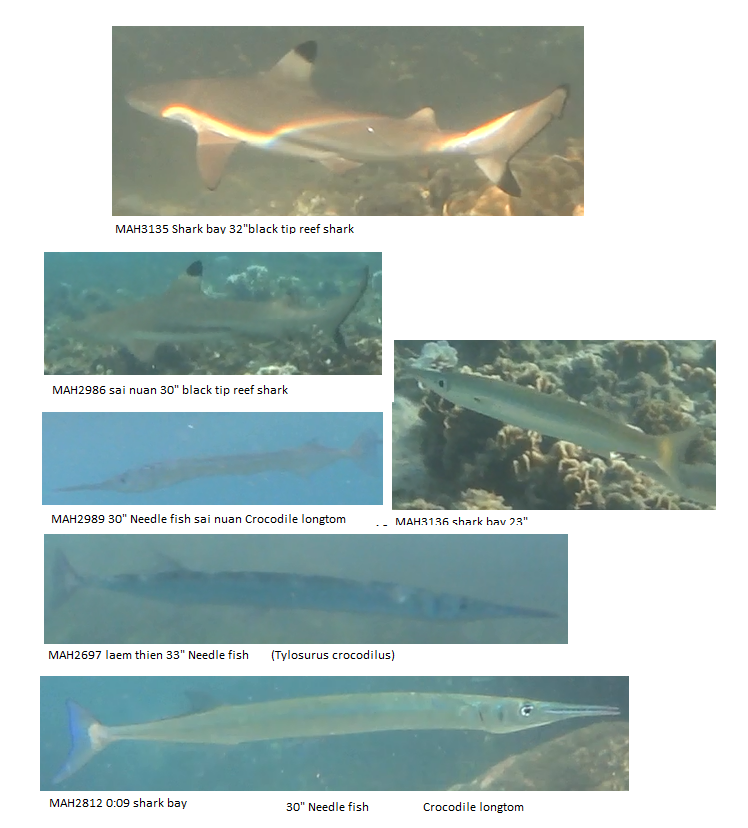 MAH3135 Shark bay 32"black tip reef shark
MAH2986 sai nuan 30" black tip reef shark
MAH2989 30" Needle fish sai nuan Crocodile longtom
MAH3136 shark bay 23"
MAH2697 laem thien 33" Needle fish (Tylosurus crocodilus)
MAH2812 0:09 shark bay
30" Needle fish Crocodile longtom